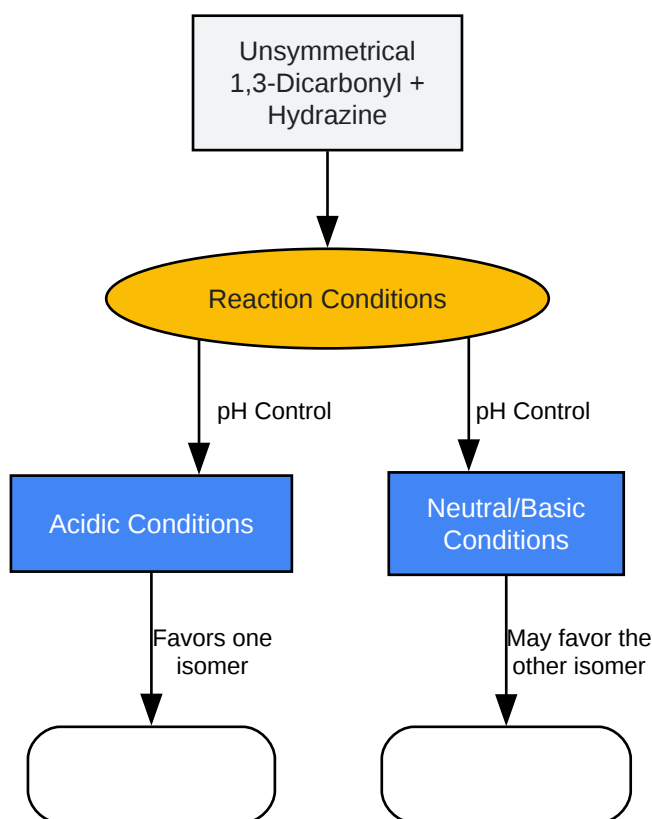 Unsymmetrical
1,3-Dicarbonyl +
Hydrazine
Reaction Conditions
pH Control
pH Control
Acidic Conditions
Neutral/Basic
Conditions
Favors one
isomer
May favor the
other isomer